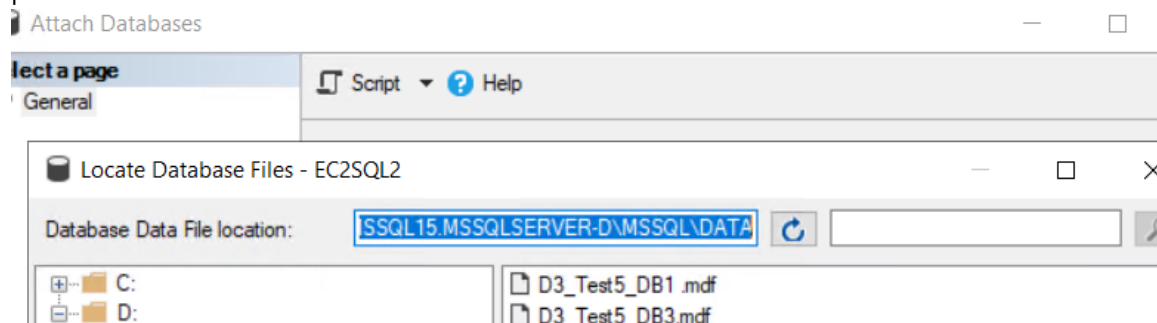 Attach Databases
lect a page
Script
Help
General
Locate Database Files - EC2SQL2
Database Data File location:
SSQL15.MSSQLSERVER-D\MSSQL\DATA
C:
D3_Test5_DB1 .mdf
D:
D3_Test5_DB3.mdf